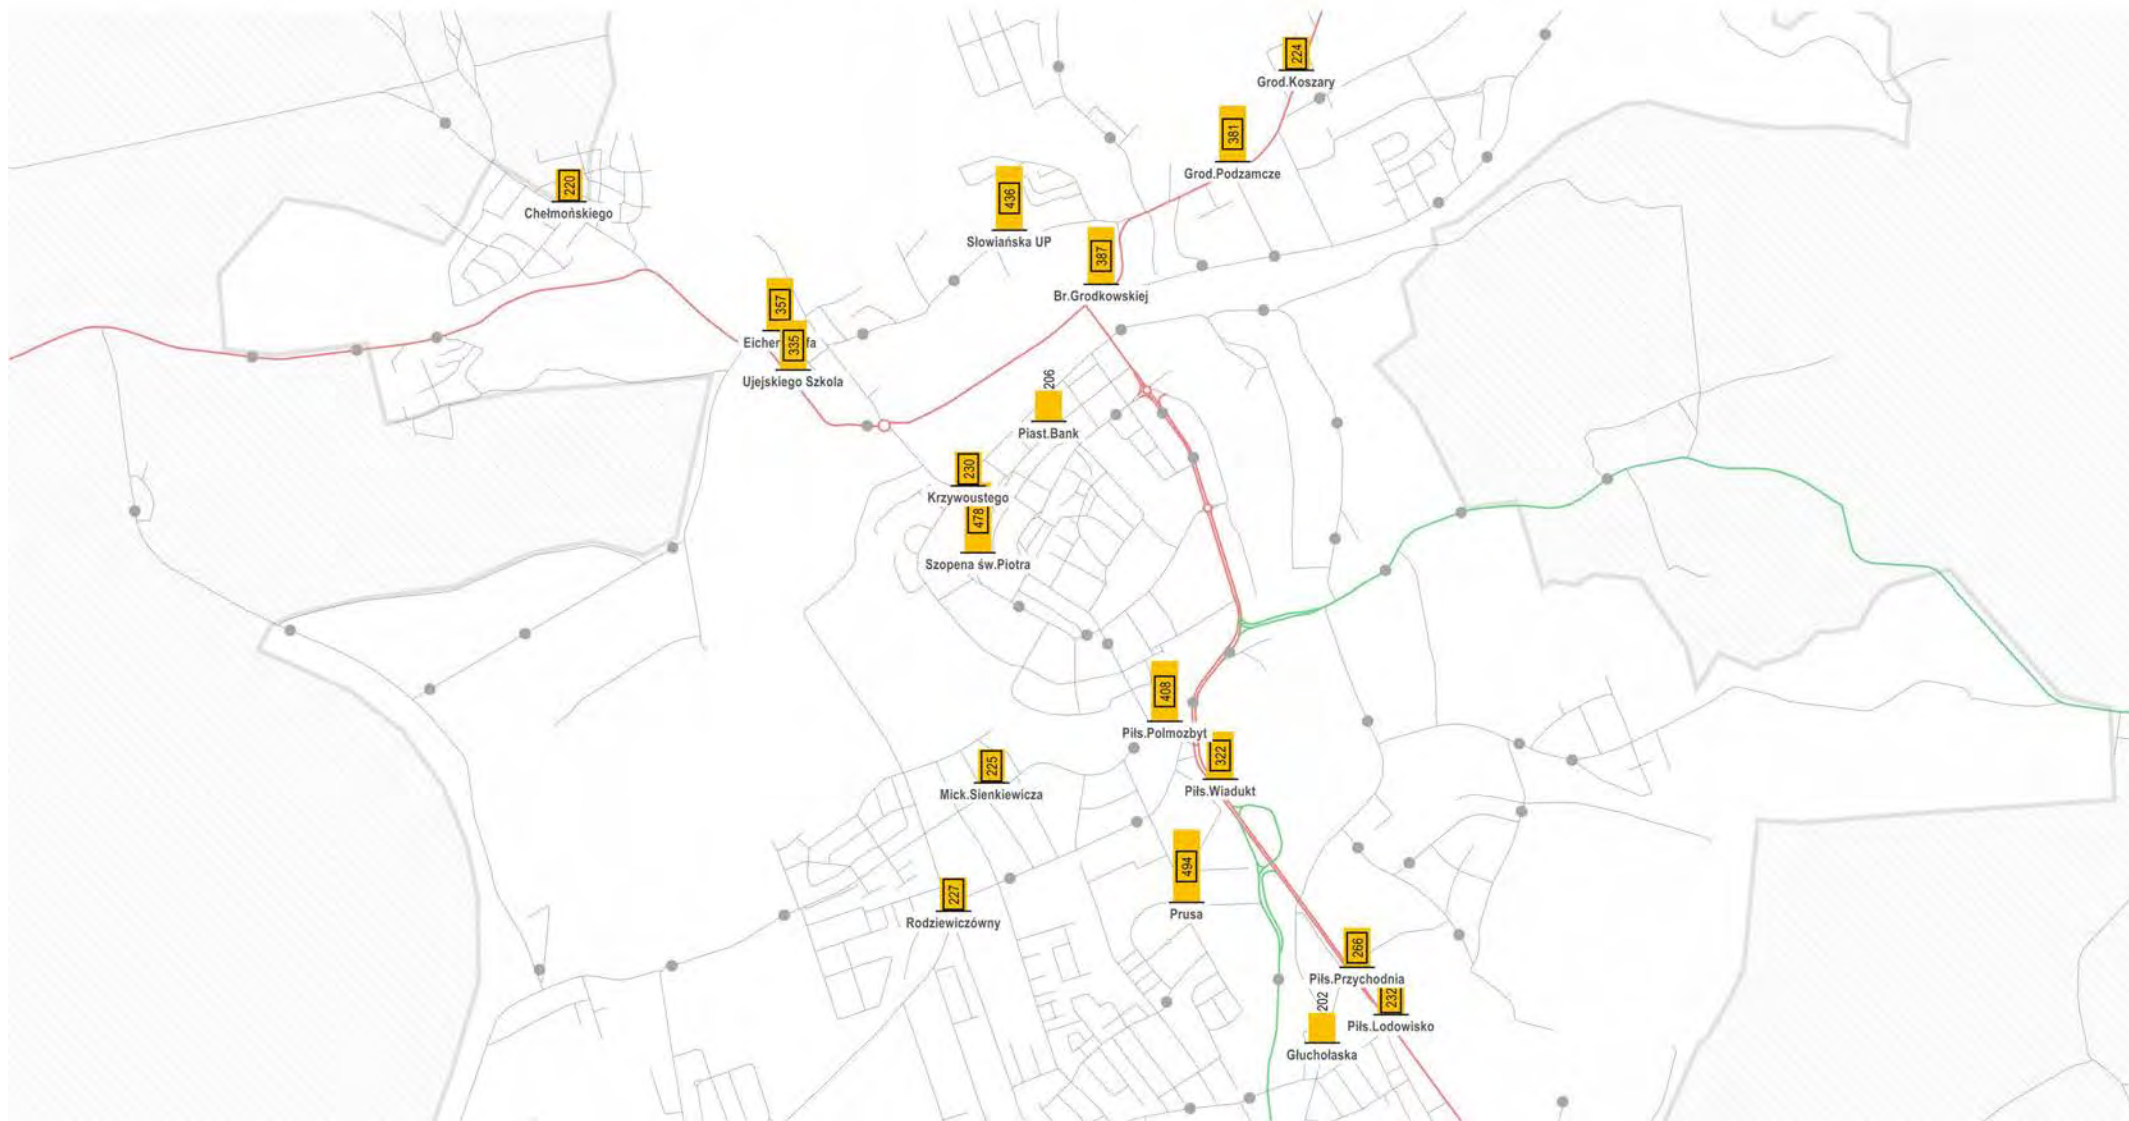 224
Grod.Koszary
381
Grod.Podzamcze
220
Chełmońskiego
436
Słowiańska UP
387
Br.Grodkowskiej
357
335
Ujejskiego Szkola
206
Piast.Bank
230
Krzywoustego
478
Szopena św.Piotra
408
Piłs.Polmozbyt
322
Piłs.Wiadukt
225
Mick.Sienkiewicza
494
Prusa
227
Rodziewiczówny
266
Piłs.Przychodnia
232
Piłs.Lodowisko
202
Głuchołaska